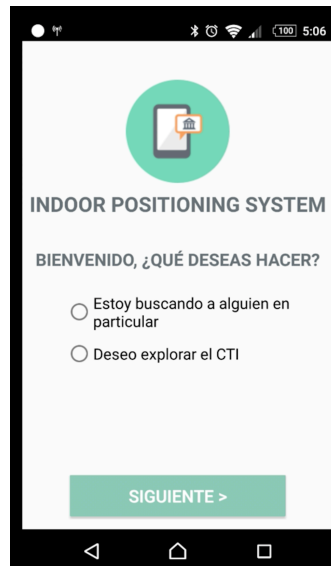 100 5:06
INDOOR POSITIONING SYSTEM
BIENVENIDO, ¿QUÉ DESEAS HACER?
Estoy buscando a alguien en
particular
Deseo explorar el CTI
SIGUIENTE >